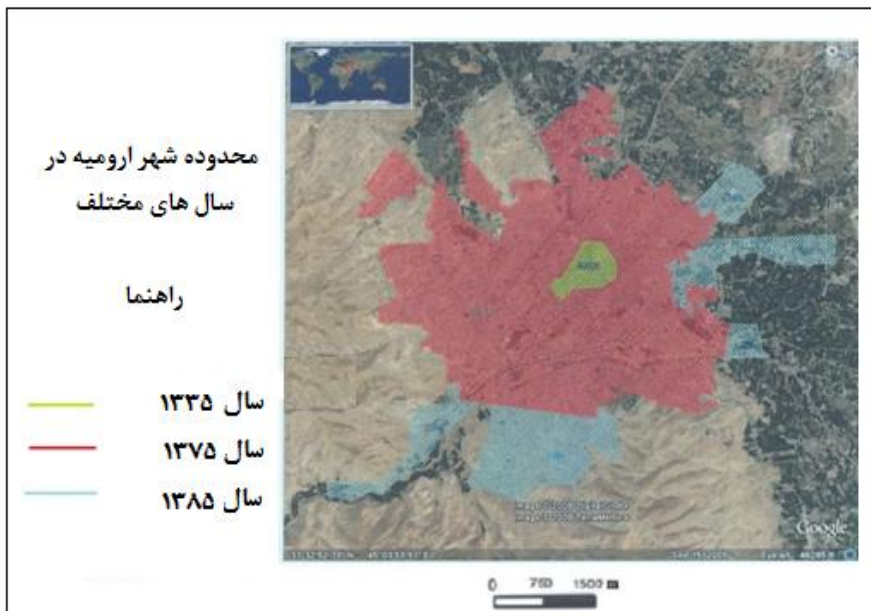 محدوده شهر ارومیه در
سال های مختلف
راهنما
سال ۱۳۳۵
سال ۱۳۷۵
سال ۱۳۸۵
Google
0 750 1500 m